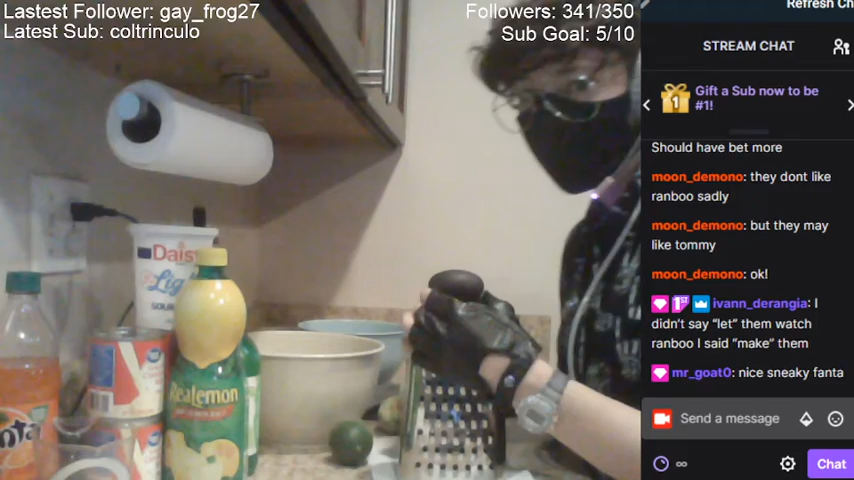 Lastest Follower: gay_frog27
Latest Sub: coltrinculo
Followers: 341/350
Sub Goal: 5/10
Daisy
Light
ReaLemon
Fanta
Refresh Ch
STREAM CHAT
Gift a Sub now to be
#1!
Should have bet more
moon_demono: they dont like
ranboo sadly
moon_demono: but they may
like tommy
moon_demono: ok!
ivann_derangia: I
didn't say "let" them watch
ranboo I said "make" them
mr_goat0: nice sneaky fanta
Send a message
∞
Chat